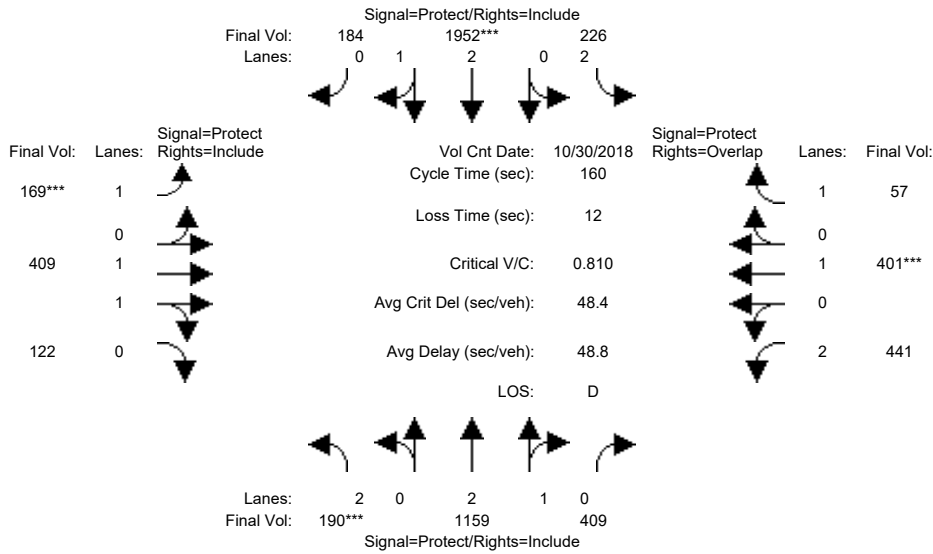 Signal=Protect/Rights=Include
Final Vol: 184 1952*** 226
Lanes: 0 1 2 0 2
Signal=Protect Signal=Protect
Final Vol: Lanes: Rights=Include Vol Cnt Date: 10/30/2018 Rights=Overlap Lanes: Final Vol:
Cycle Time (sec): 160
169*** 1 1 57
Loss Time (sec): 12
0 0
409 1 Critical V/C: 0.810 1 401***
1 Avg Crit Del (sec/veh): 48.4 0
122 0 Avg Delay (sec/veh): 48.8 2 441
LOS: D
Lanes: 2 0 2 1 0
Final Vol: 190*** 1159 409
Signal=Protect/Rights=Include